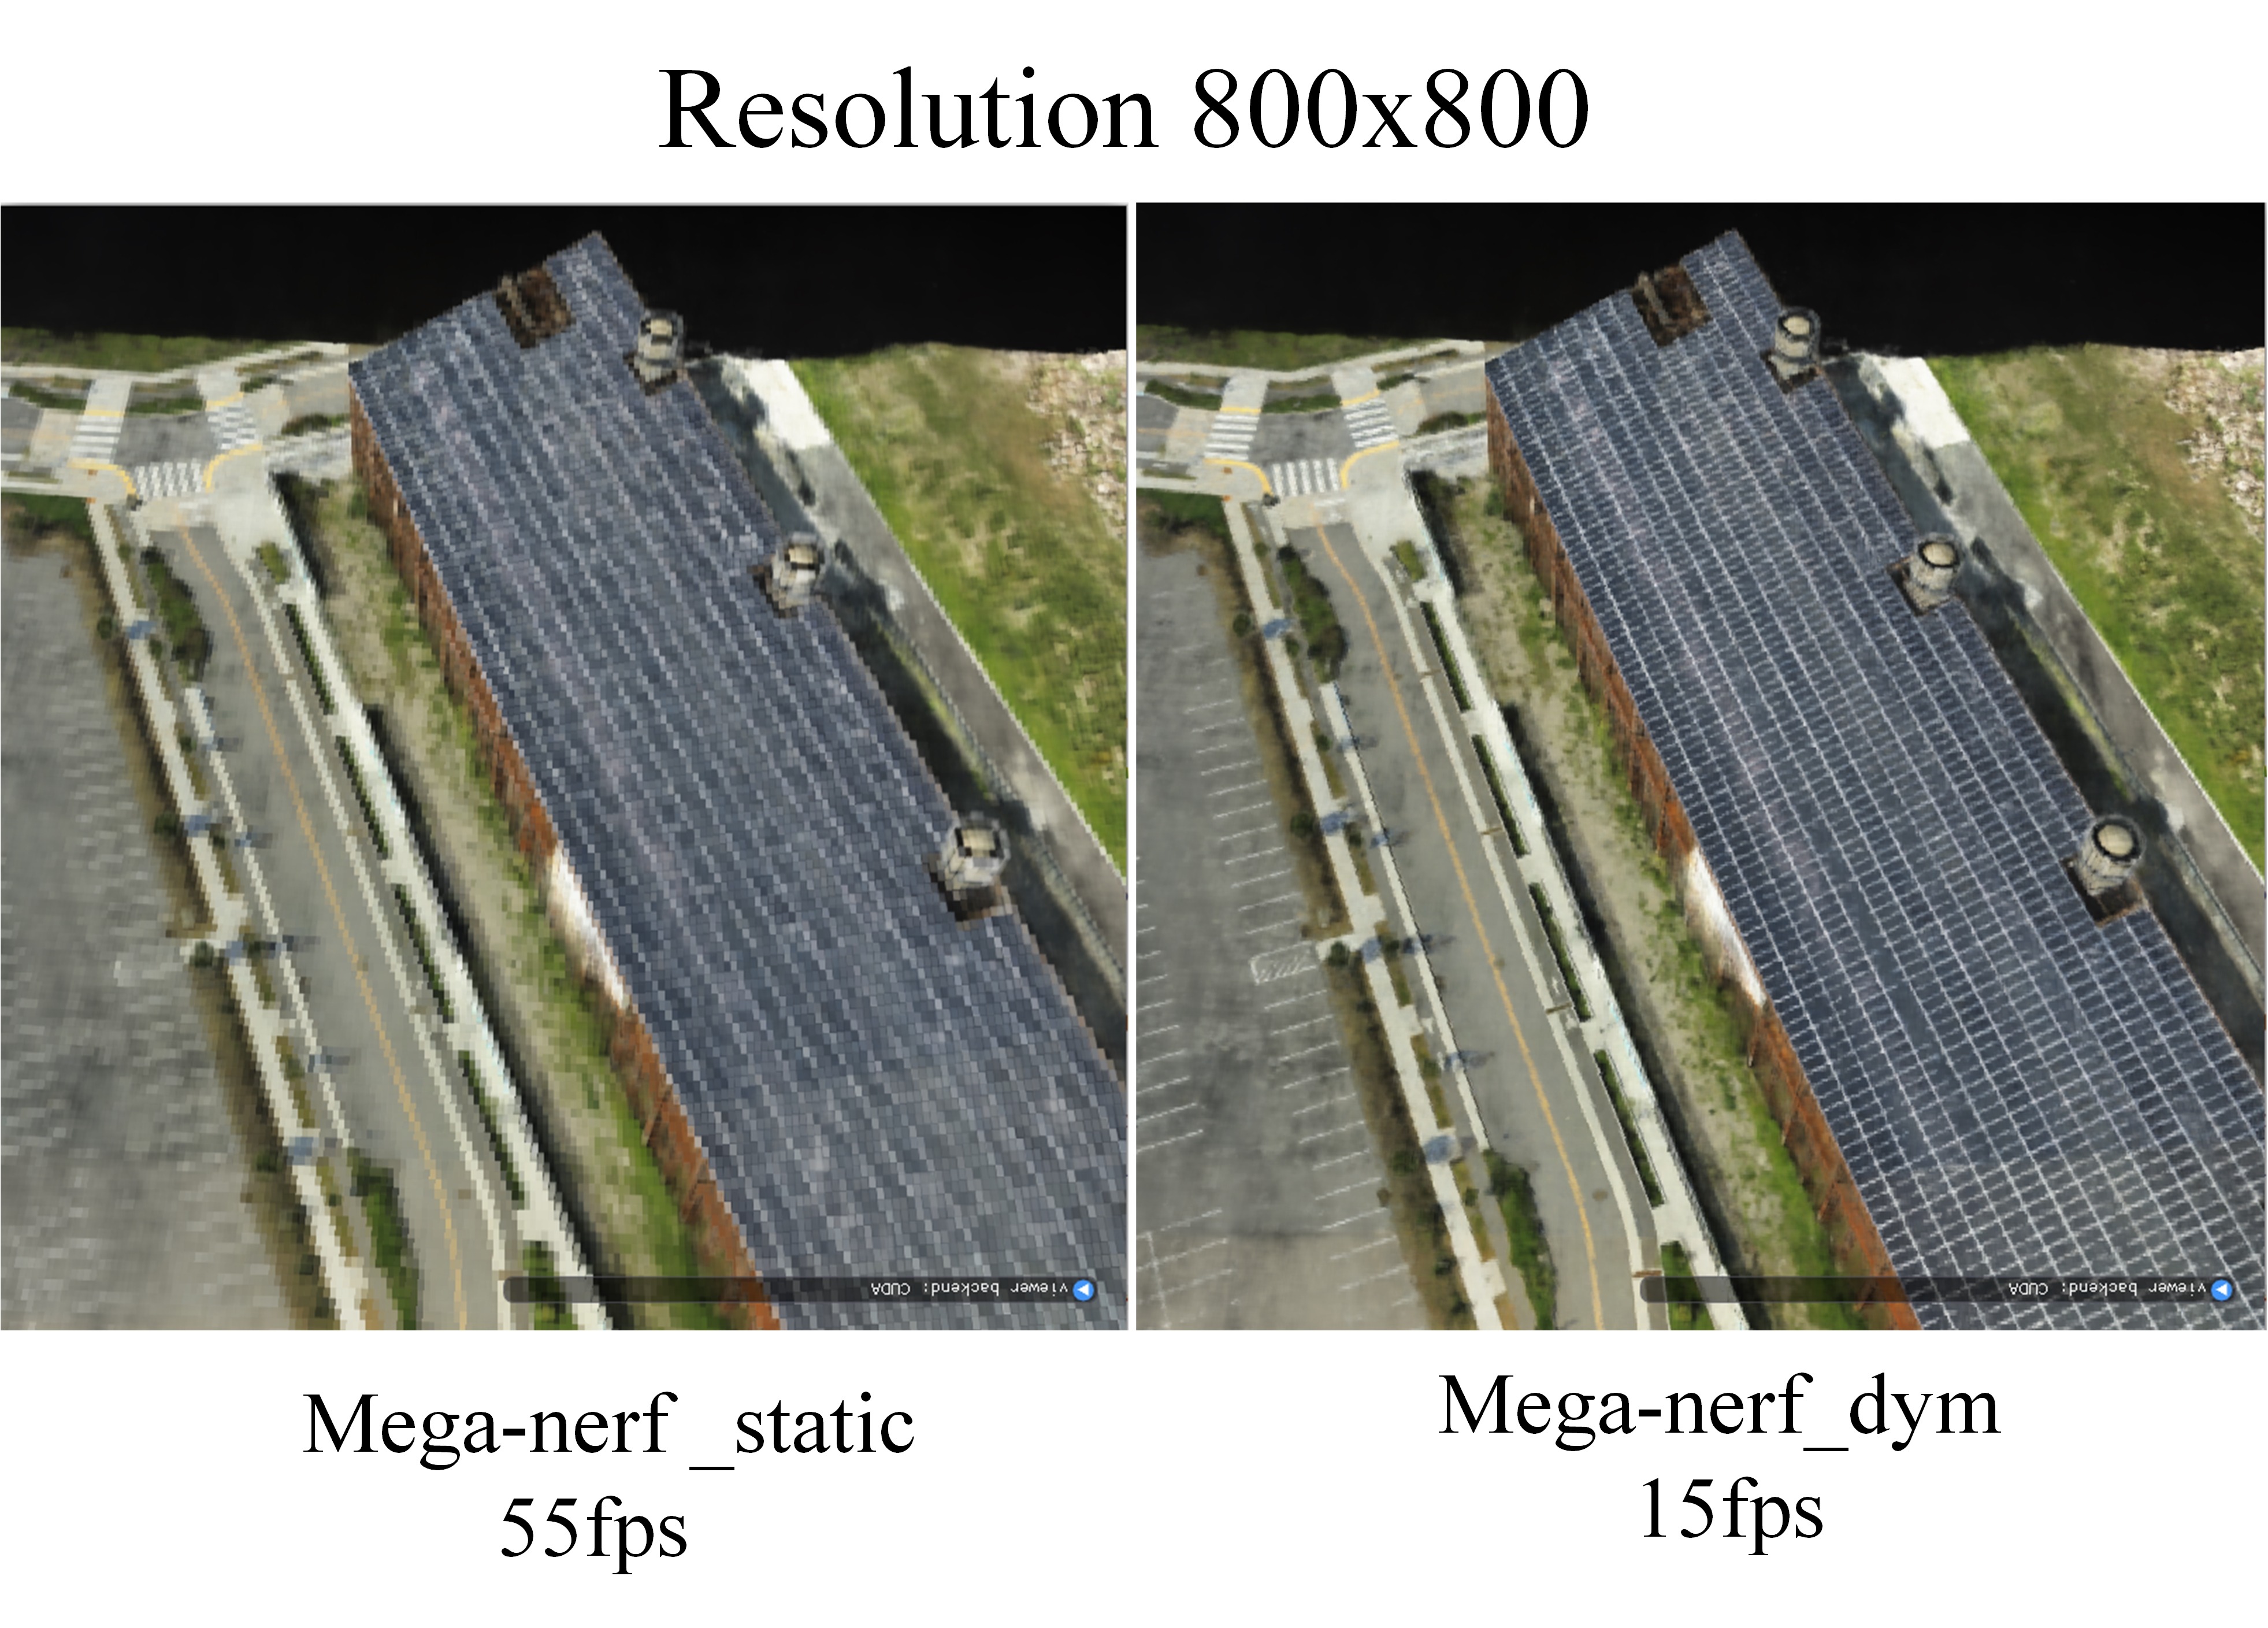 Resolution 800x800
viewer backend: CUDA
viewer backend: CUDA
Mega-nerf _static
55fps
Mega-nerf_dym
15fps